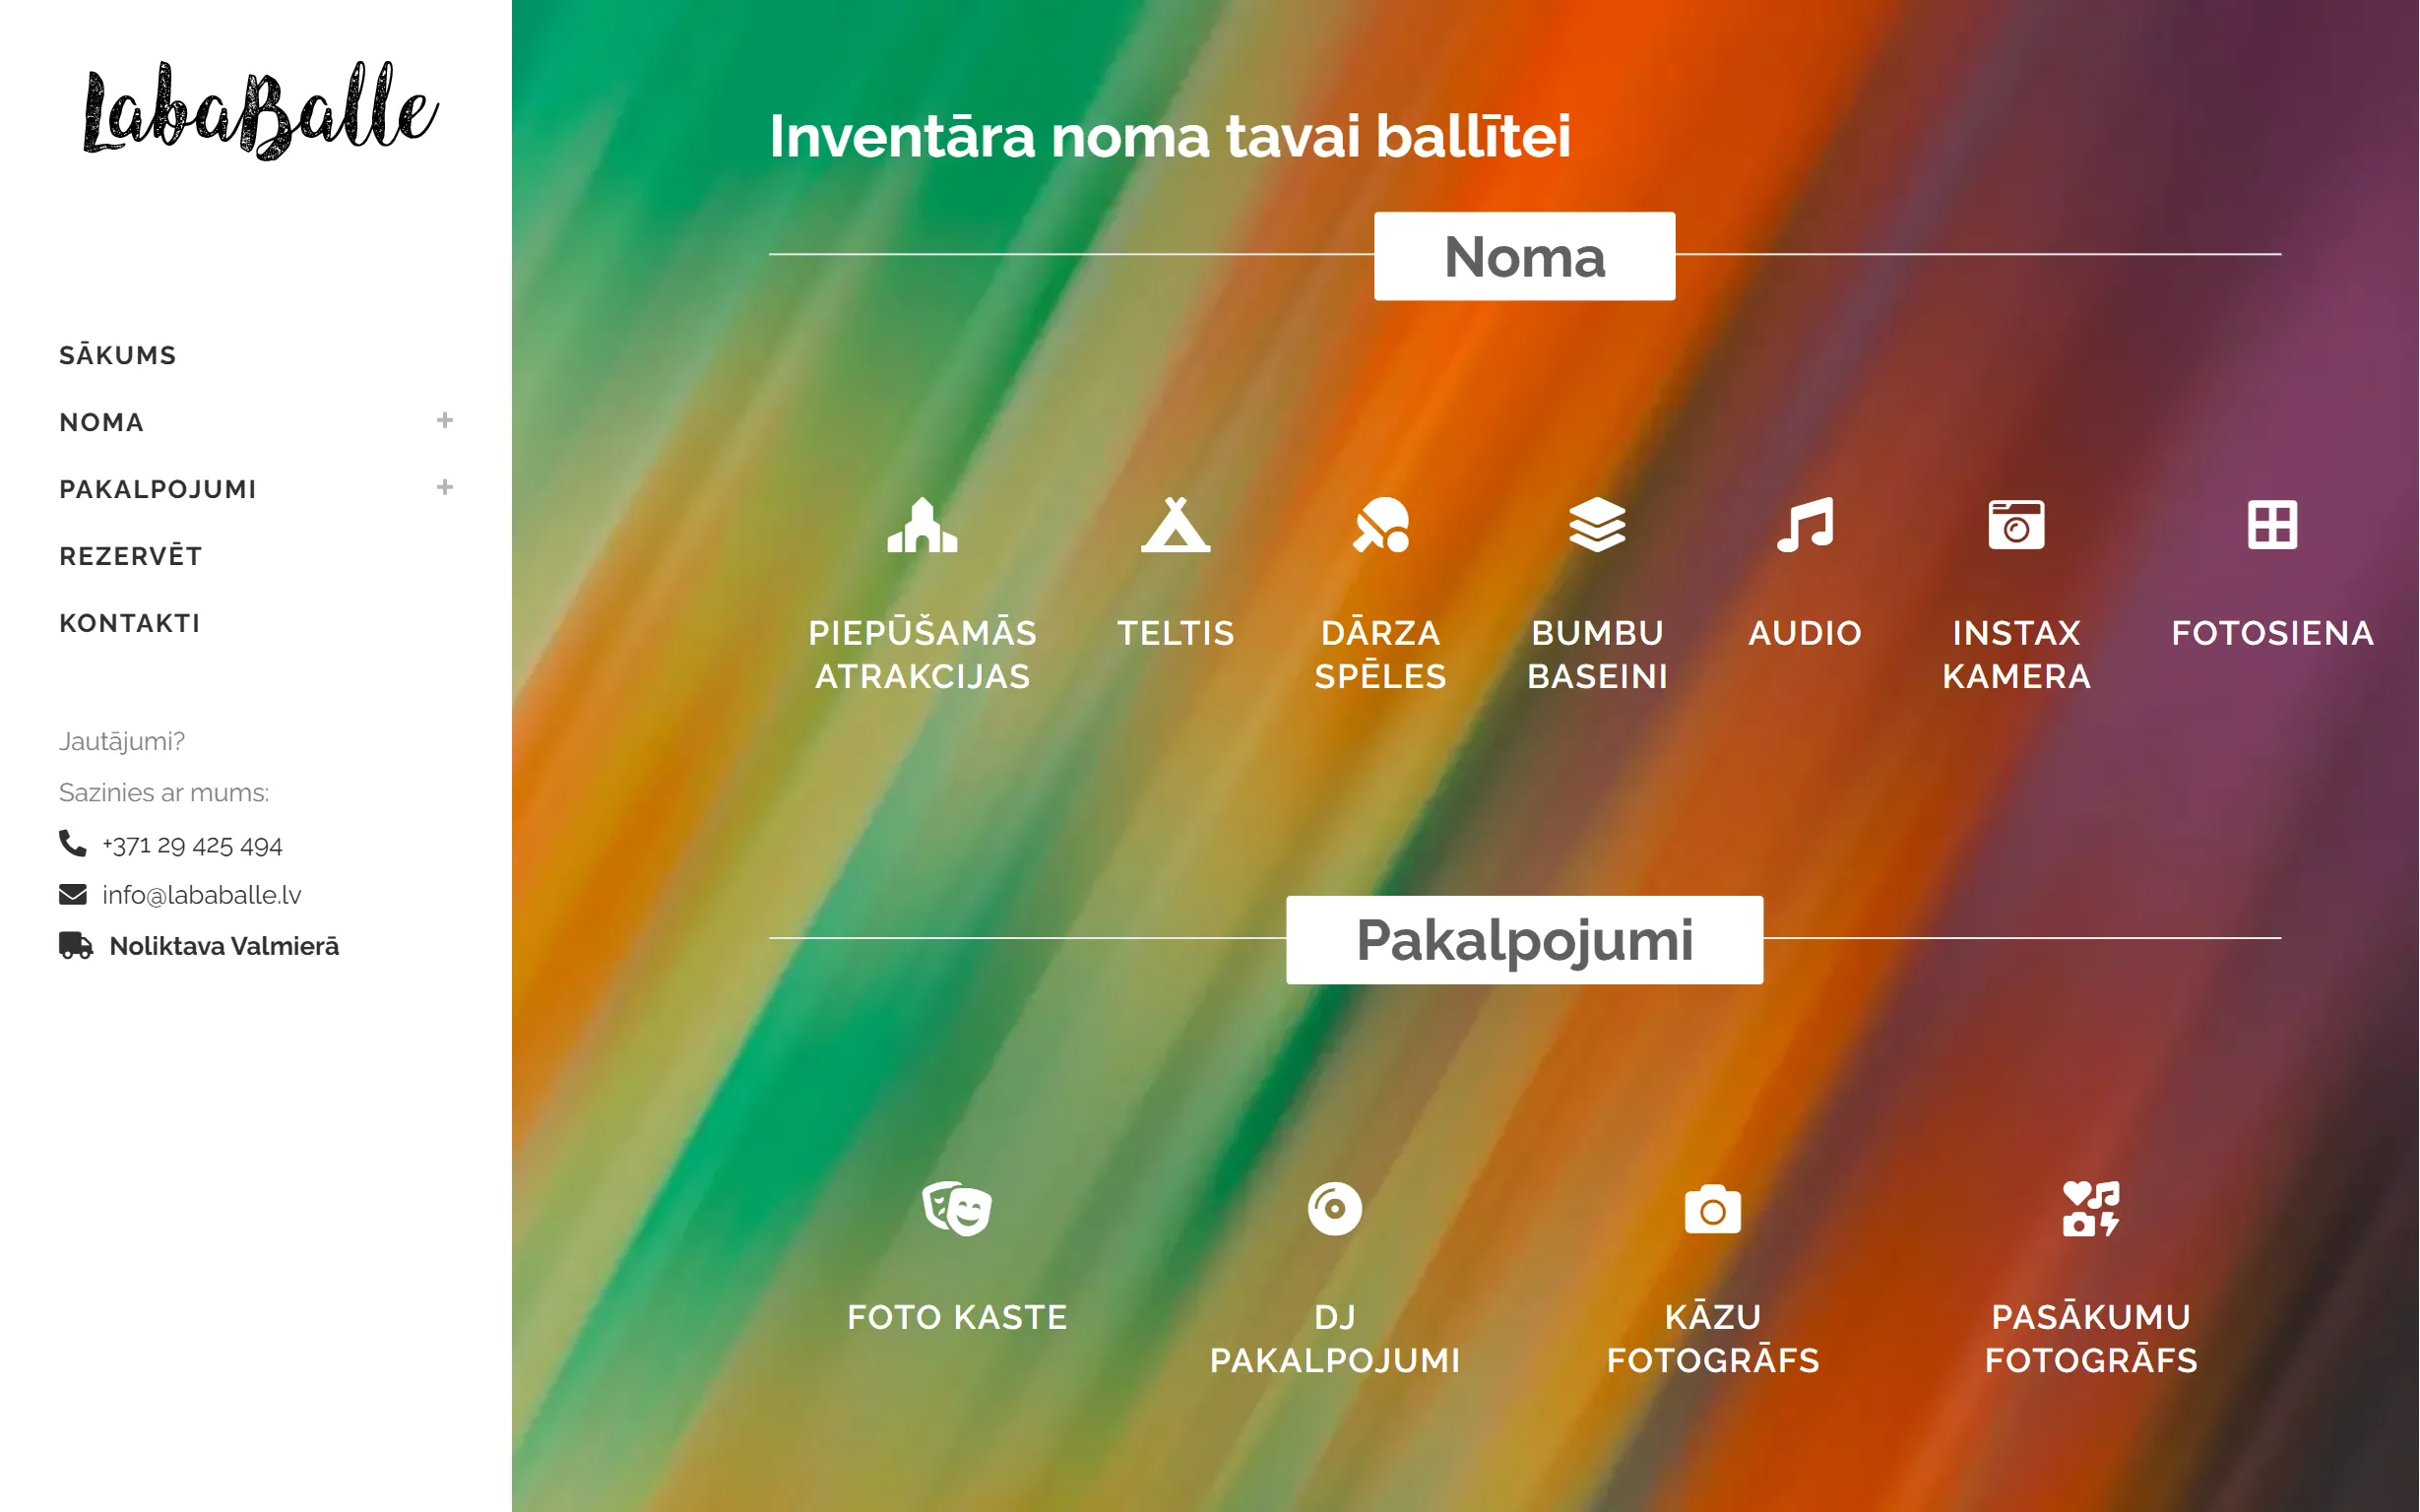 LabaBalle
SĀKUMS
NOMA +
PAKALPOJUMI +
REZERVĒT
KONTAKTI
Jautājumi?
Sazinies ar mums:
+371 29 425 494
info@lababalle.lv
Noliktava Valmierā
Inventāra noma tavai ballītei
Noma
PIEPŪŠAMĀS
ATRAKCIJAS
TELTIS
DĀRZA
SPĒLES
BUMBU
BASEINI
AUDIO
INSTAX
KAMERA
FOTOSIENA
Pakalpojumi
FOTO KASTE
DJ
PAKALPOJUMI
KĀZU
FOTOGRĀFS
PASĀKUMU
FOTOGRĀFS